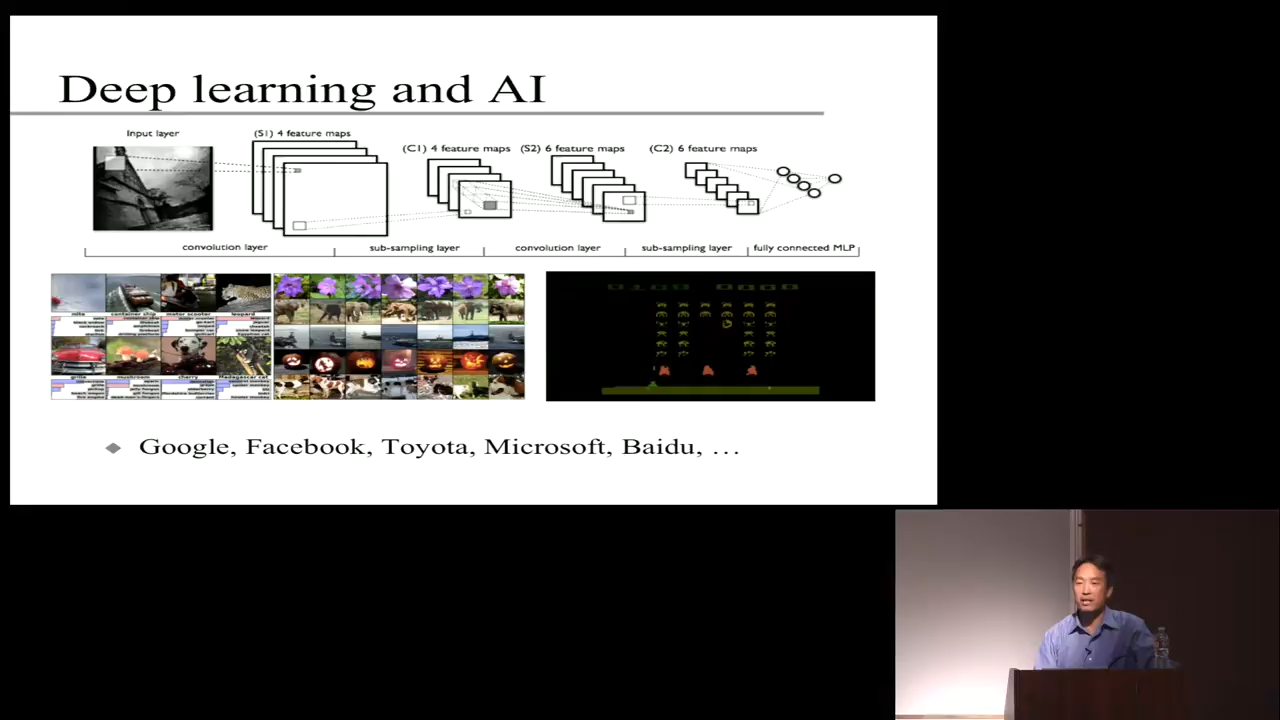 Deep learning and AI
Input layer
(S1) 4 feature maps
(C1) 4 feature maps
(S2) 6 feature maps
(C2) 6 feature maps
convolution layer
sub-sampling layer
convolution layer
sub-sampling layer
fully connected MLP
mite
container ship
motor scooter
leopard
grille
mushroom
cherry
Madagascar cat
Google, Facebook, Toyota, Microsoft, Baidu, …